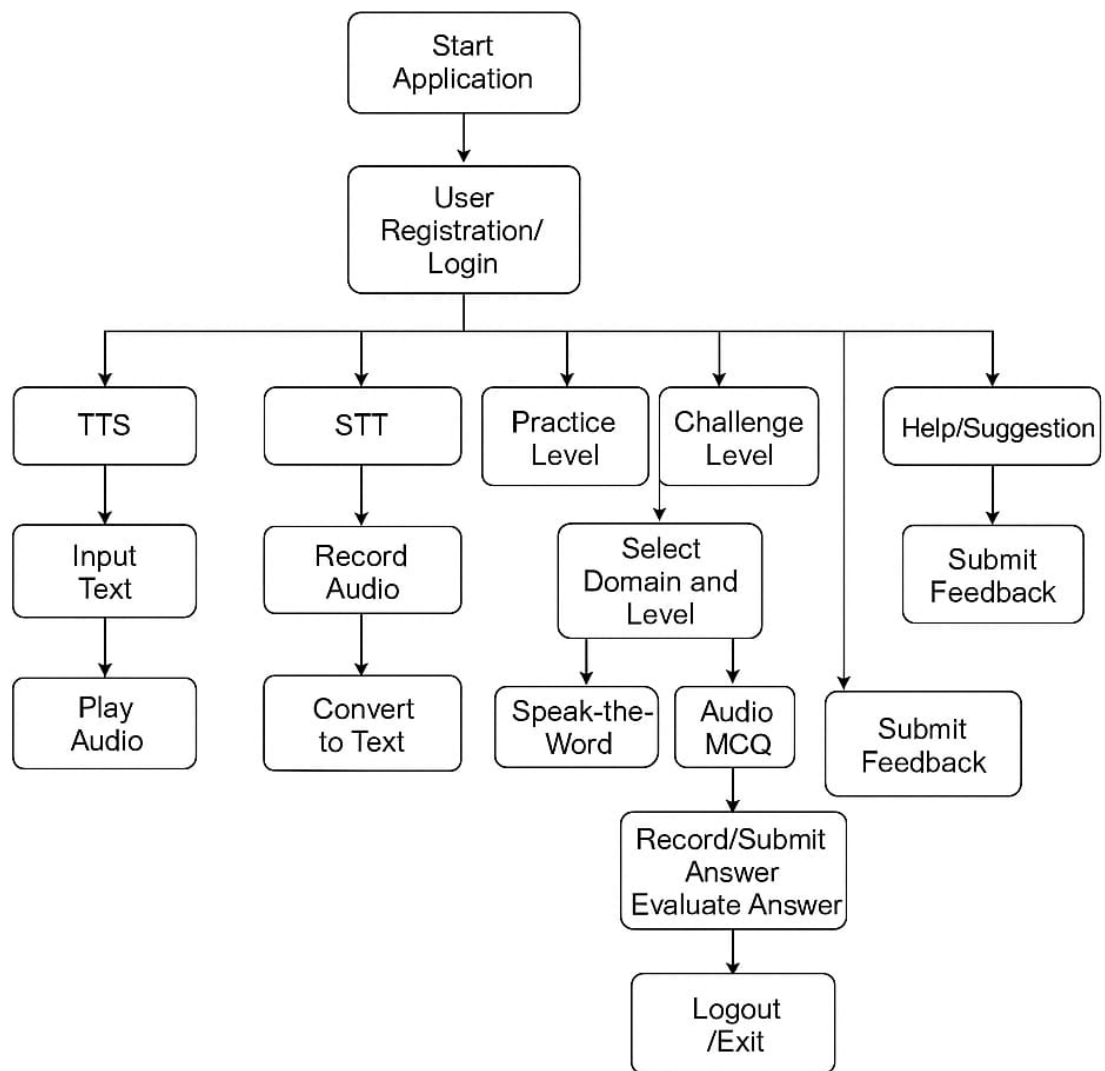 Start
Application
User
Registration/
Login
TTS
STT
Practice
Level
Challenge
Level
Help/Suggestion
Input
Text
Record
Audio
Select
Domain and
Level
Submit
Feedback
Play
Audio
Convert
to Text
Speak-the-
Word
Audio
MCQ
Submit
Feedback
Record/Submit
Answer
Evaluate Answer
Logout
/Exit